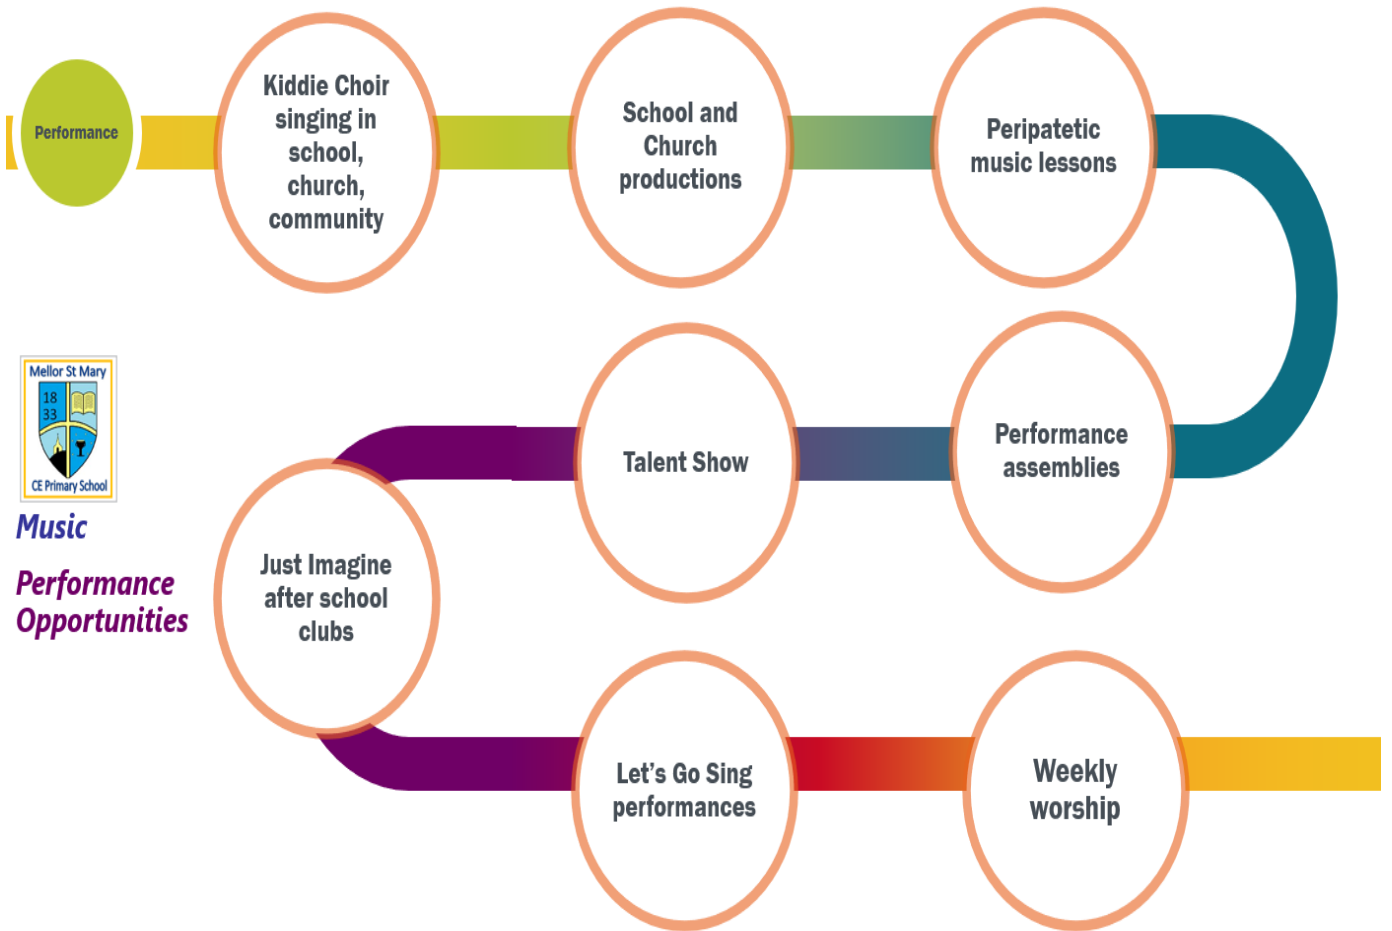 Performance
Kiddie Choir
singing in
school,
church,
community
School and
Church
productions
Peripatetic
music lessons
Performance
assemblies
Talent Show
Mellor St Mary
18
33
CE Primary School
Music
Performance
Opportunities
Just Imagine
after school
clubs
Let's Go Sing
performances
Weekly
worship